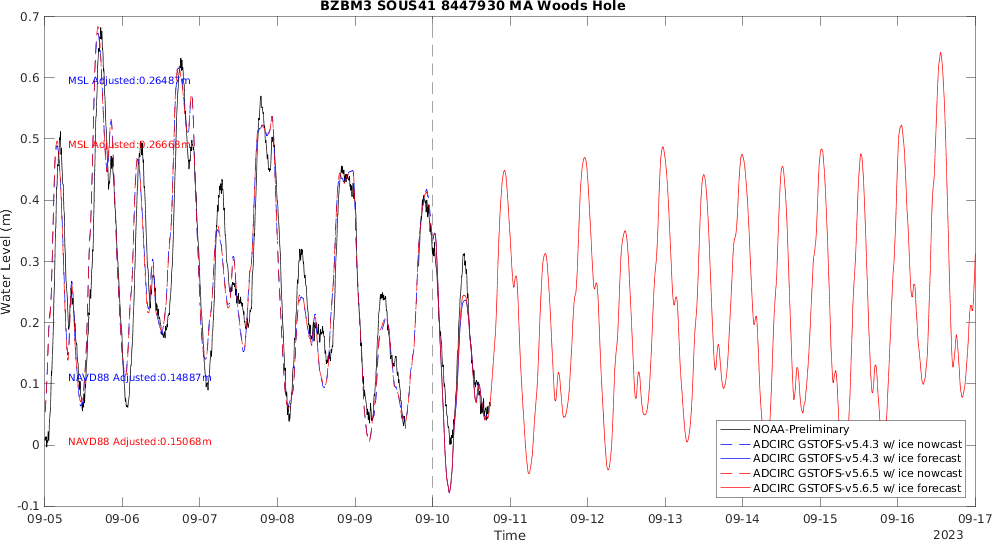 BZBM3 SOUS41 8447930 MA Woods Hole
0.7
0.6
0.5
0.4
0.3
0.2
0.1
0
-0.1
Water Level (m)
MSL Adjusted:0.26487m
MSL Adjusted:0.26668m
NAVD88 Adjusted:0.14887m
NAVD88 Adjusted:0.15068m
NOAA-Preliminary
ADCIRC GSTOFS-v5.4.3 w/ ice nowcast
ADCIRC GSTOFS-v5.4.3 w/ ice forecast
ADCIRC GSTOFS-v5.6.5 w/ ice nowcast
ADCIRC GSTOFS-v5.6.5 w/ ice forecast
09-05 09-06 09-07 09-08 09-09 09-10 09-11 09-12 09-13 09-14 09-15 09-16 09-17
Time
2023